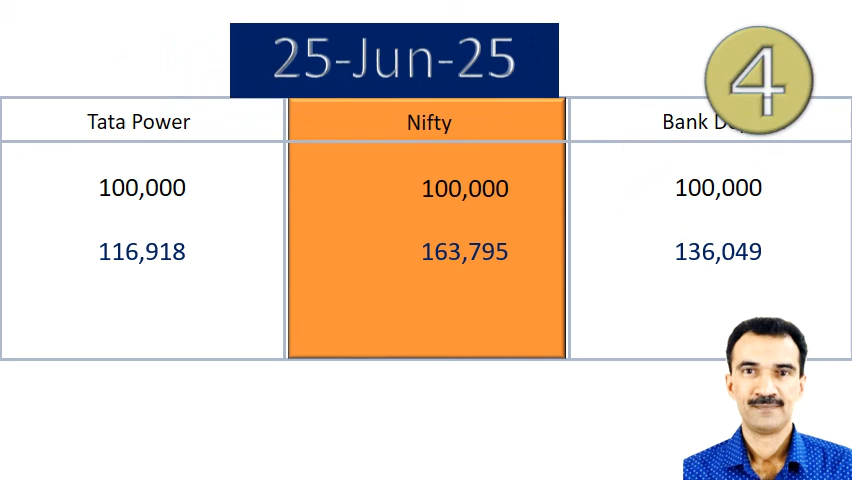 25-Jun-25
4
Tata Power Nifty Bank
100,000 100,000 100,000
116,918 163,795 136,049